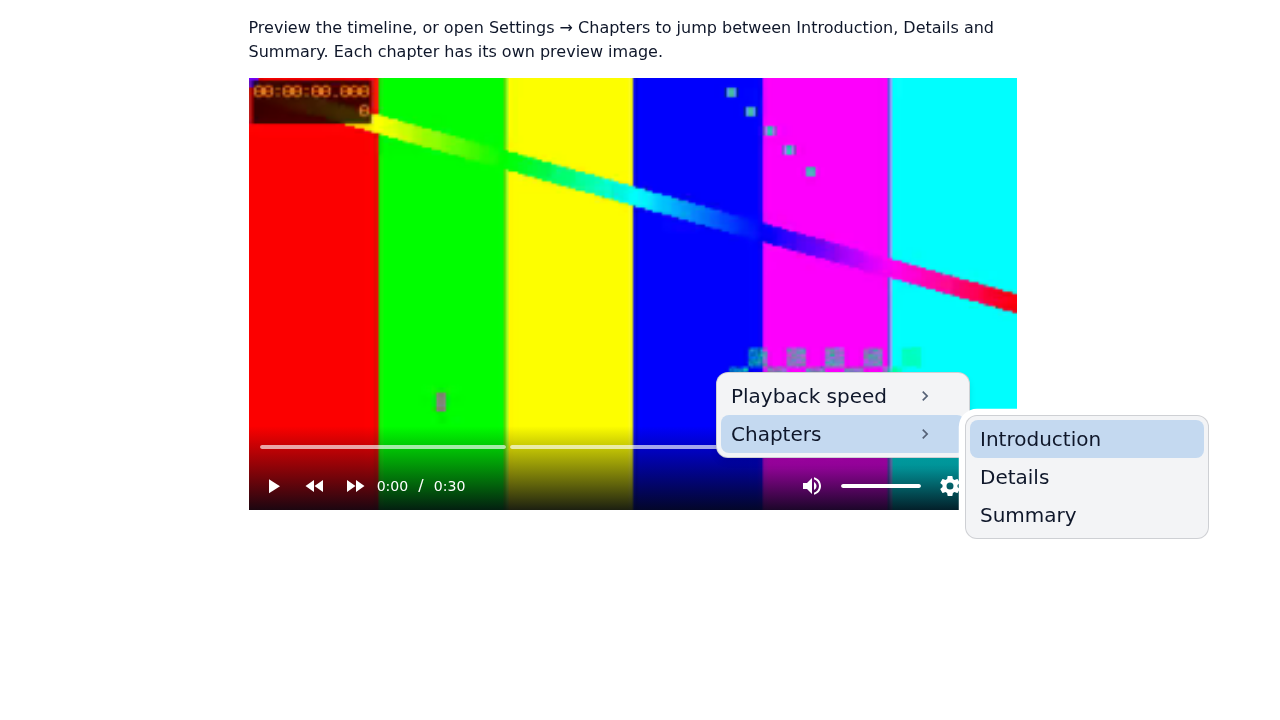 Preview the timeline, or open Settings → Chapters to jump between Introduction, Details and
Summary. Each chapter has its own preview image.
00:00:00.000
0
Playback speed
Chapters
Introduction
Details
Summary
0:00 / 0:30